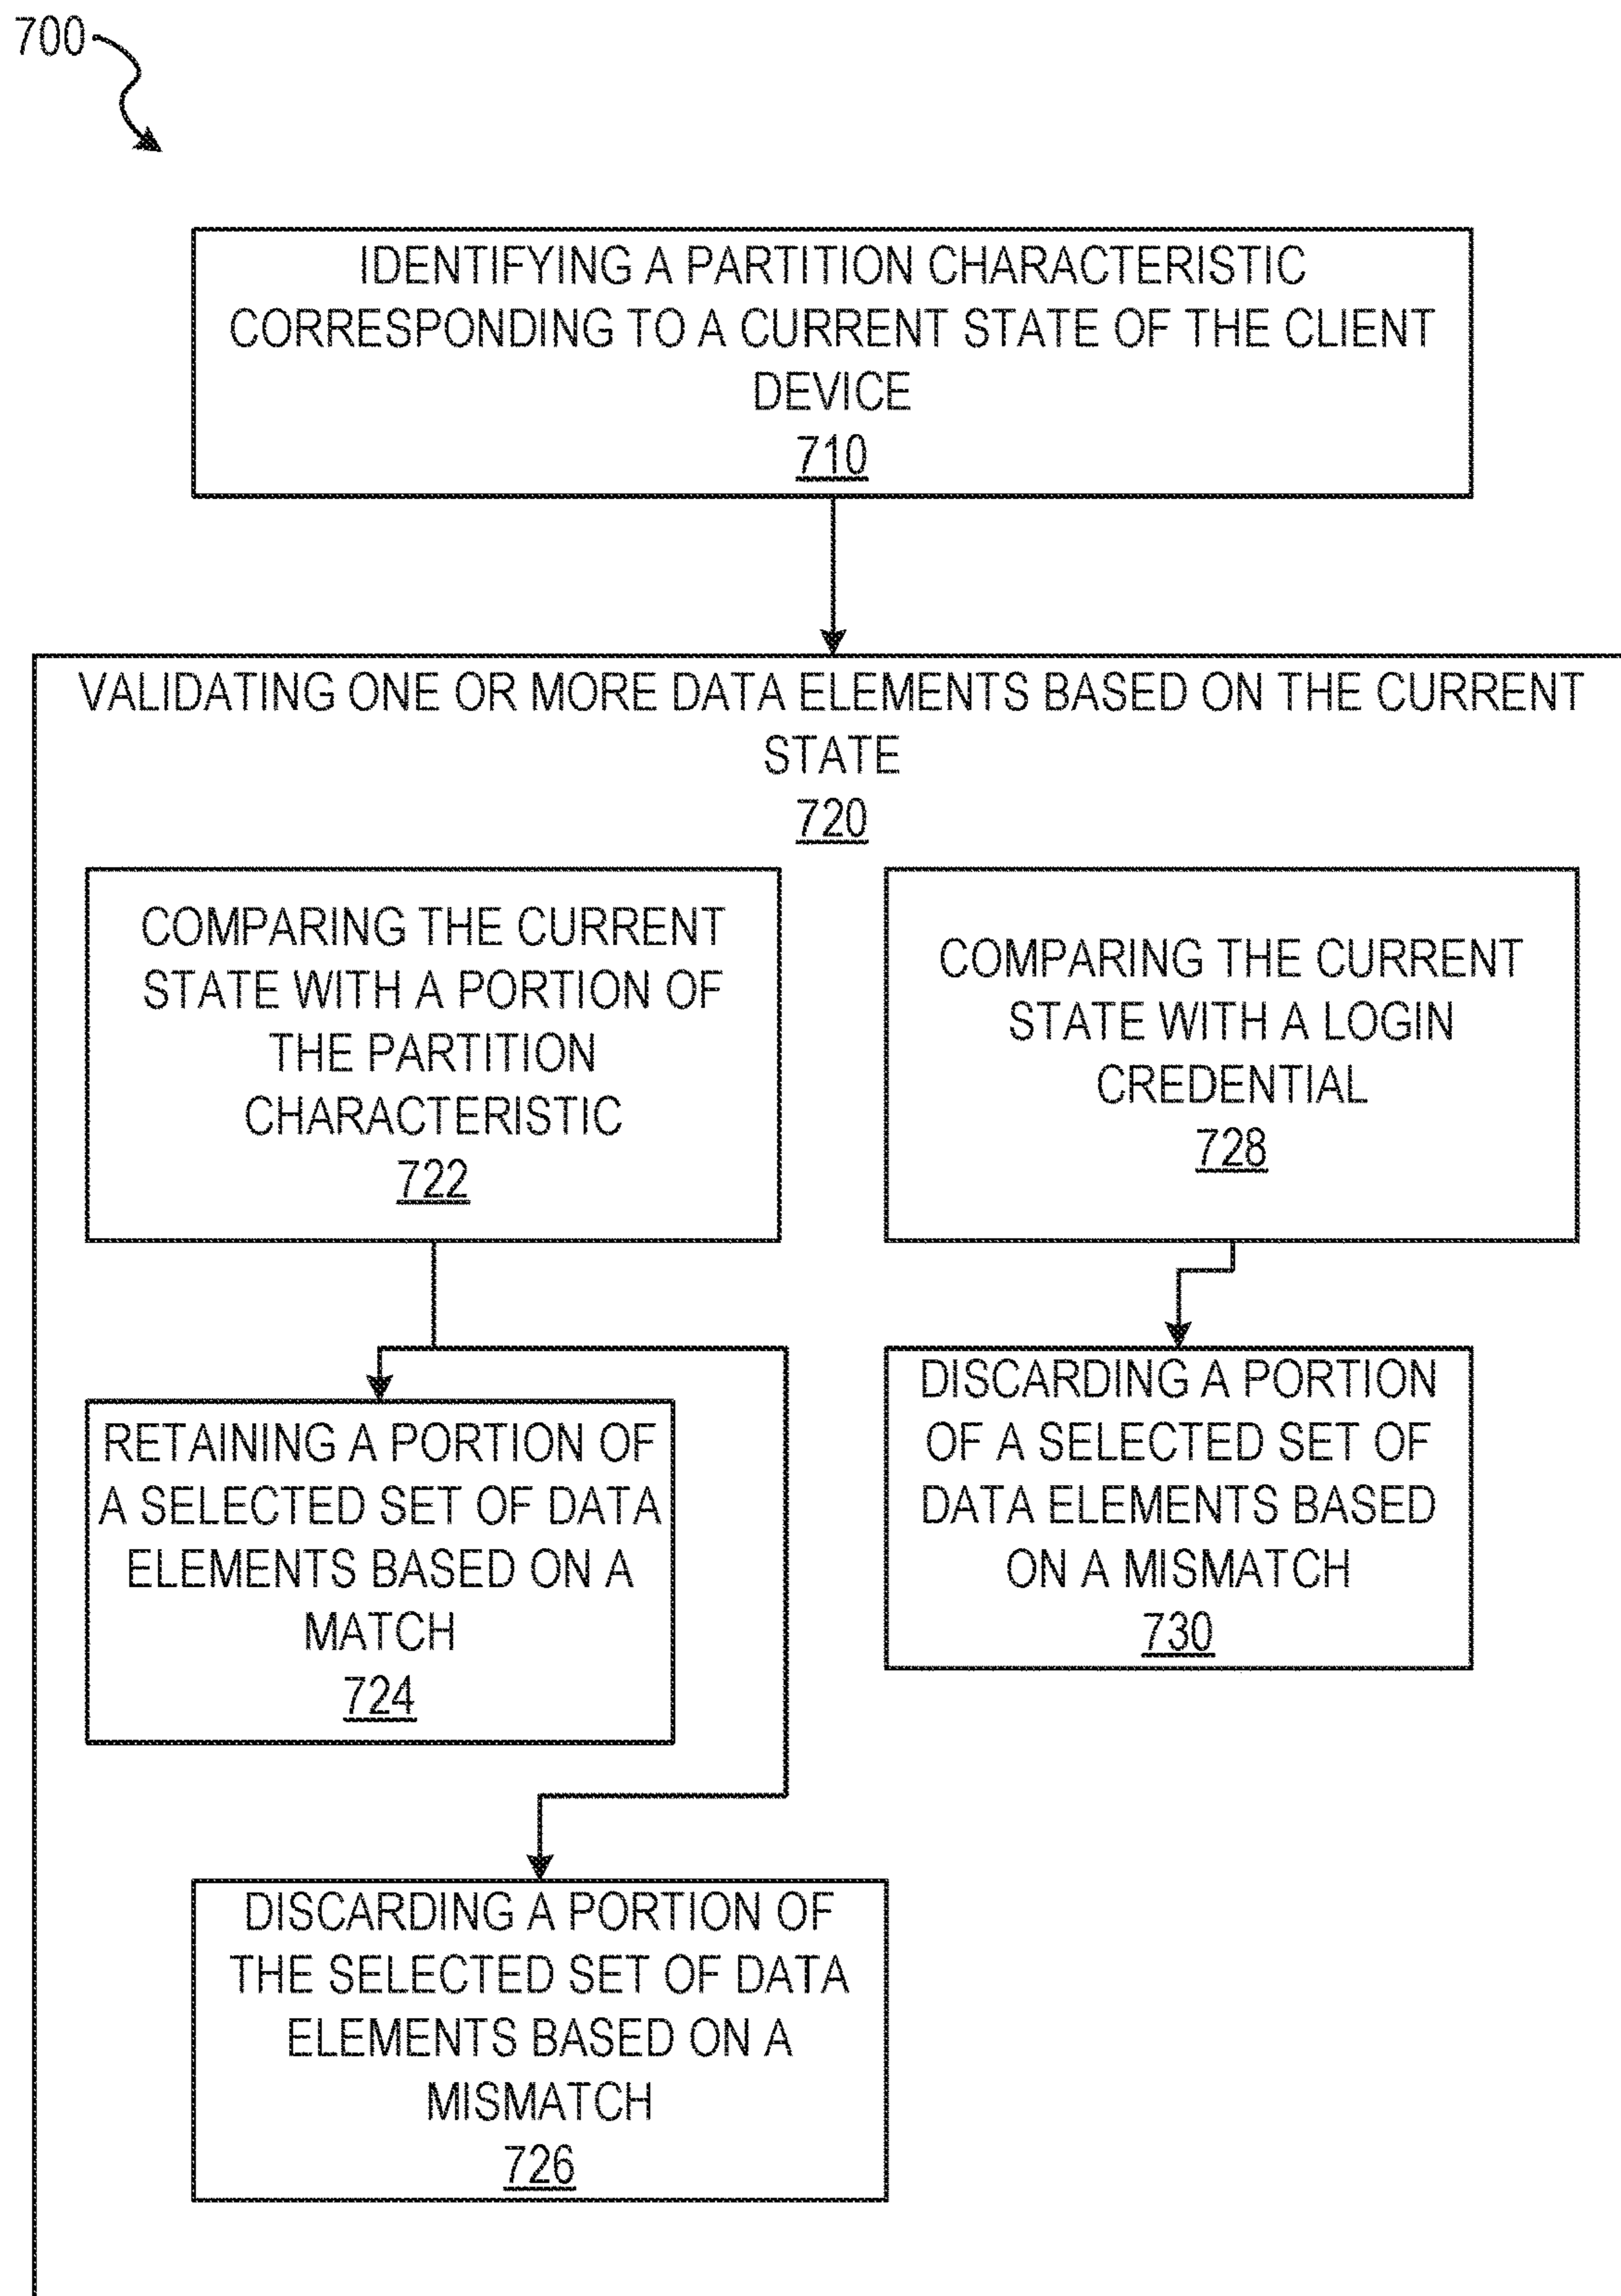 700
IDENTIFYING A PARTITION CHARACTERISTIC
CORRESPONDING TO A CURRENT STATE OF THE CLIENT
DEVICE
710
VALIDATING ONE OR MORE DATA ELEMENTS BASED ON THE CURRENT
STATE
720
COMPARING THE CURRENT
STATE WITH A PORTION OF
THE PARTITION
CHARACTERISTIC
722
COMPARING THE CURRENT
STATE WITH A LOGIN
CREDENTIAL
728
RETAINING A PORTION OF
A SELECTED SET OF DATA
ELEMENTS BASED ON A
MATCH
724
DISCARDING A PORTION
OF A SELECTED SET OF
DATA ELEMENTS BASED
ON A MISMATCH
730
DISCARDING A PORTION OF
THE SELECTED SET OF DATA
ELEMENTS BASED ON A
MISMATCH
726